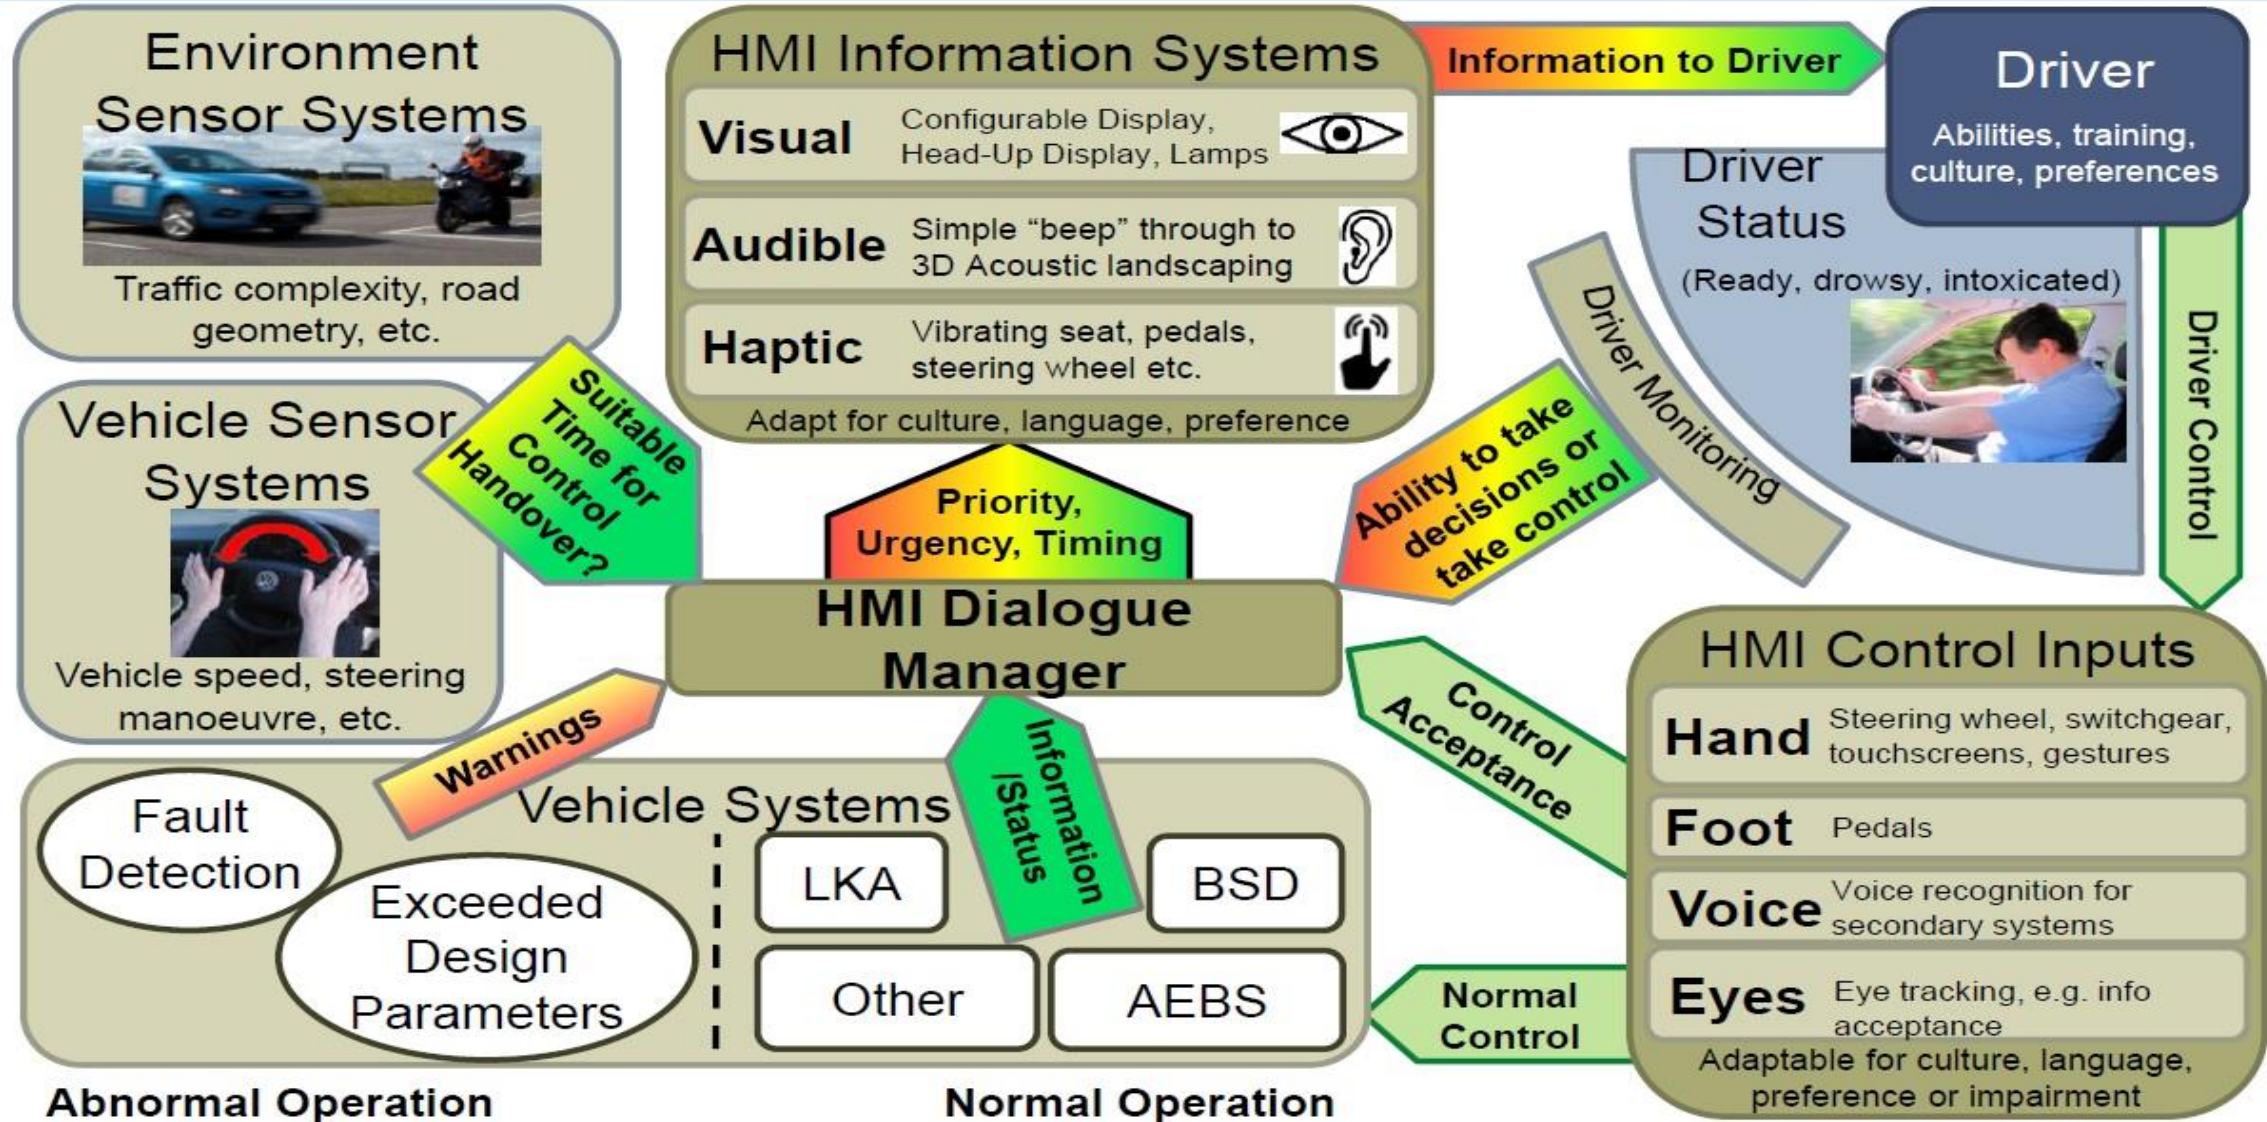 Environment
Sensor Systems
Traffic complexity, road
geometry, etc.
Vehicle Sensor
Systems
Vehicle speed, steering
manoeuvre, etc.
Suitable
Time for
Control
Handover?
HMI Information Systems
Visual
Configurable Display,
Head-Up Display, Lamps
Audible
Simple “beep” through to
3D Acoustic landscaping
Haptic
Vibrating seat, pedals,
steering wheel etc.
Adapt for culture, language, preference
Information to Driver
Driver
Abilities, training,
culture, preferences
Driver
Status
(Ready, drowsy, intoxicated)
Driver Monitoring
Driver Control
Ability to take
decisions or
take control
Priority,
Urgency, Timing
HMI Dialogue
Manager
Warnings
Information
/Status
Control
Acceptance
Normal
Control
HMI Control Inputs
Hand
Steering wheel, switchgear,
touchscreens, gestures
Foot
Pedals
Voice
Voice recognition for
secondary systems
Eyes
Eye tracking, e.g. info
acceptance
Adaptable for culture, language,
preference or impairment
Vehicle Systems
Fault
Detection
Exceeded
Design
Parameters
LKA
BSD
Other
AEBS
Abnormal Operation
Normal Operation